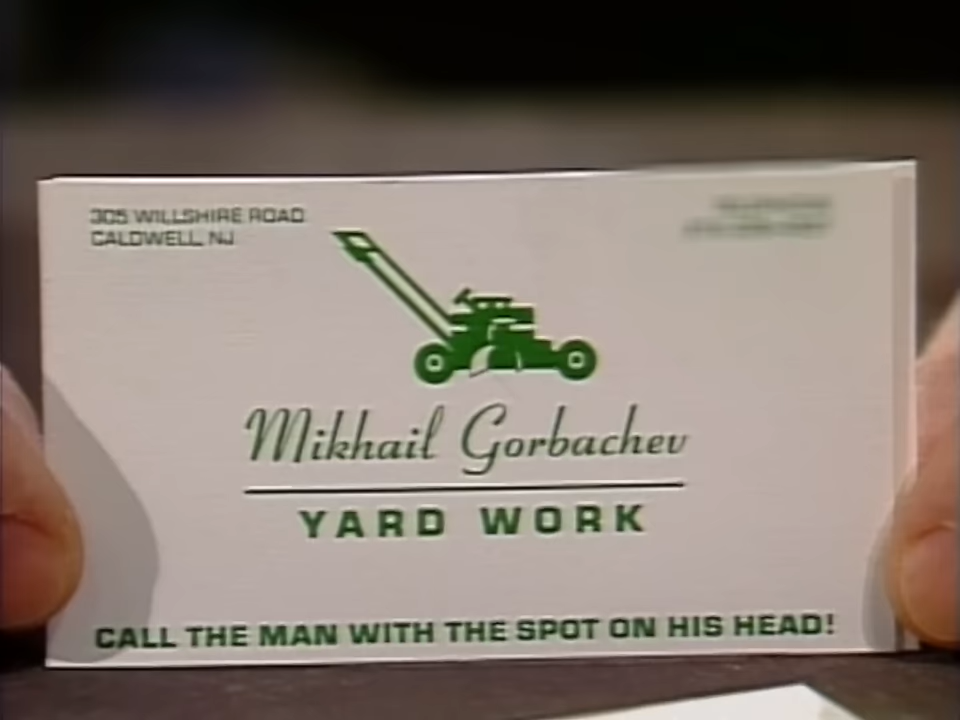 305 WILLSHIRE ROAD
CALDWELL, NJ
Mikhail Gorbachev
YARD WORK
CALL THE MAN WITH THE SPOT ON HIS HEAD!